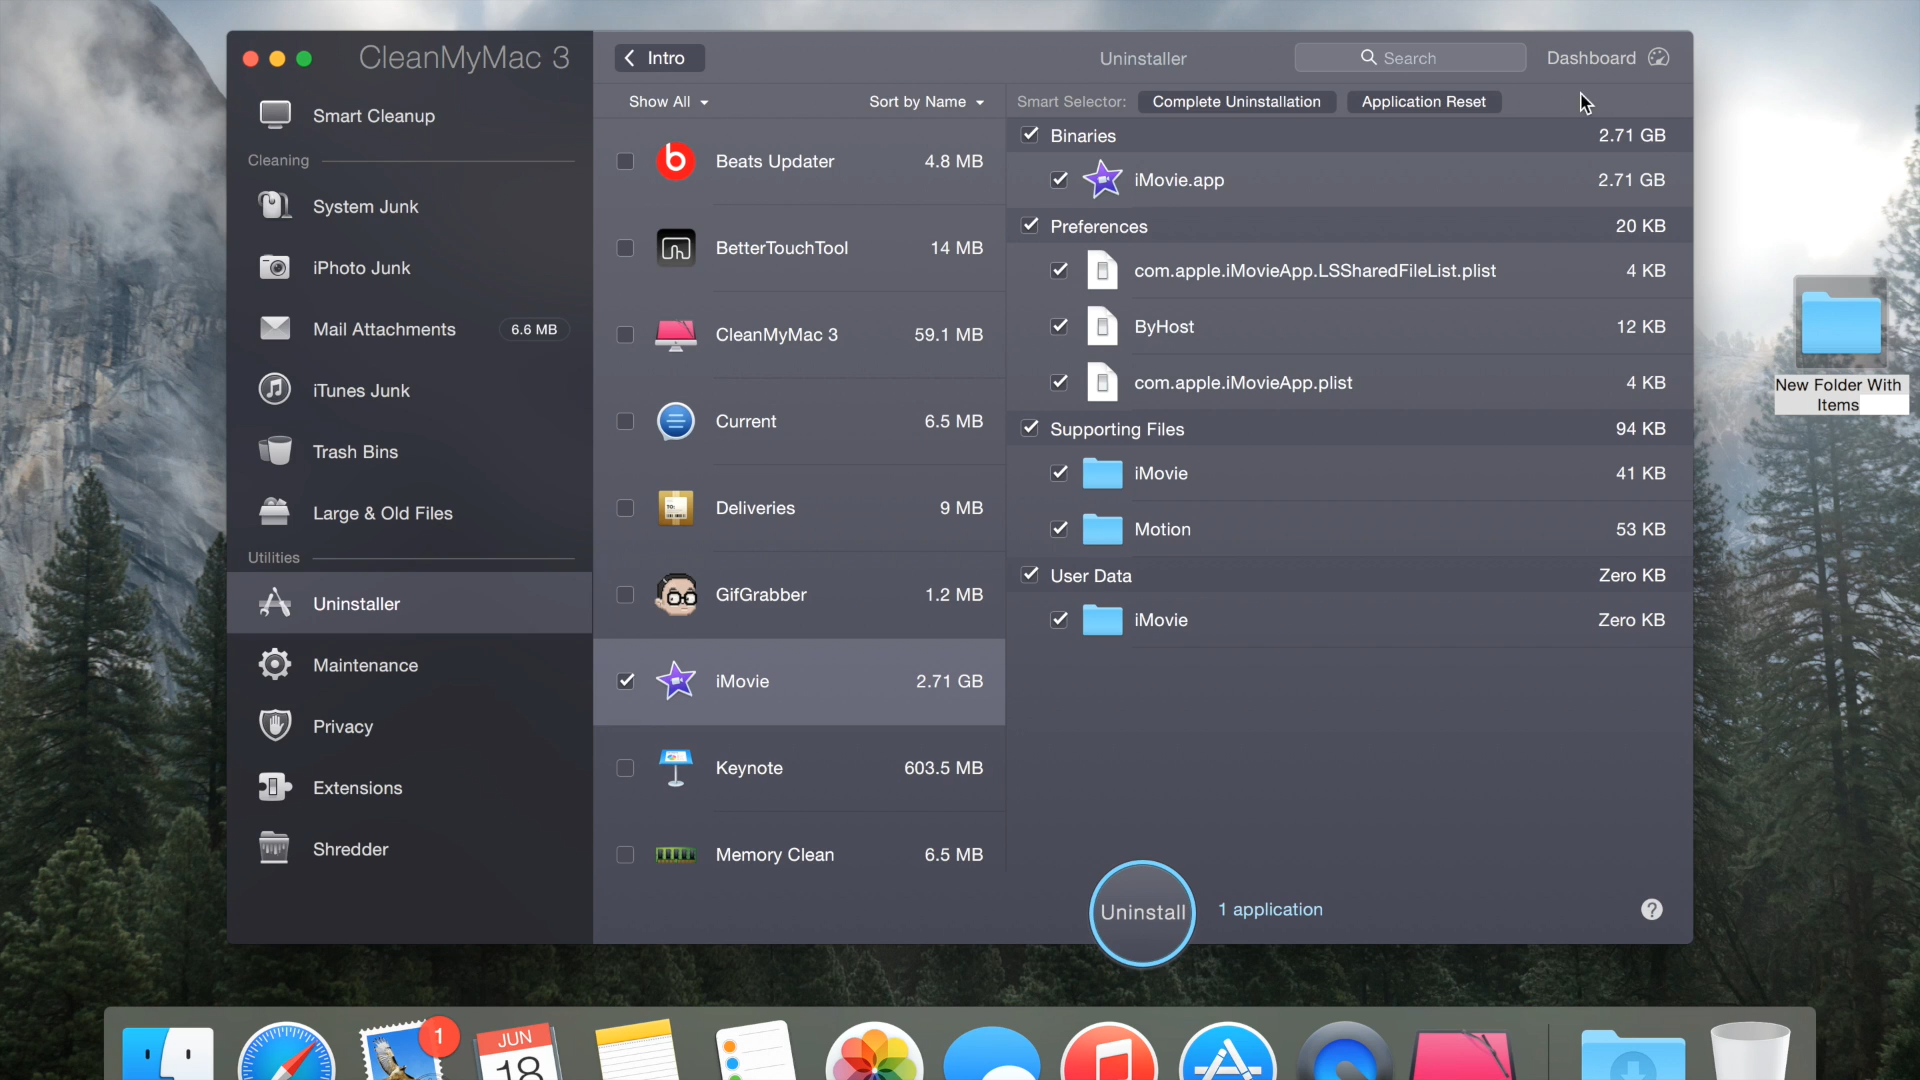 CleanMyMac 3
Smart Cleanup
Cleaning
System Junk
iPhoto Junk
Mail Attachments 6.6 MB
iTunes Junk
Trash Bins
Large & Old Files
Utilities
Uninstaller
Maintenance
Privacy
Extensions
Shredder
Intro
Uninstaller
Search
Dashboard
Show All
Sort by Name
Beats Updater 4.8 MB
BetterTouchTool 14 MB
CleanMyMac 3 59.1 MB
Current 6.5 MB
TO:
Deliveries 9 MB
GifGrabber 1.2 MB
iMovie 2.71 GB
Keynote 603.5 MB
Memory Clean 6.5 MB
Smart Selector: Complete Uninstallation Application Reset
Binaries 2.71 GB
iMovie.app 2.71 GB
Preferences 20 KB
com.apple.iMovieApp.LSSharedFileList.plist 4 KB
ByHost 12 KB
com.apple.iMovieApp.plist 4 KB
Supporting Files 94 KB
iMovie 41 KB
Motion 53 KB
User Data Zero KB
iMovie Zero KB
Uninstall
1 application
?
New Folder With
Items
1
JUN
18